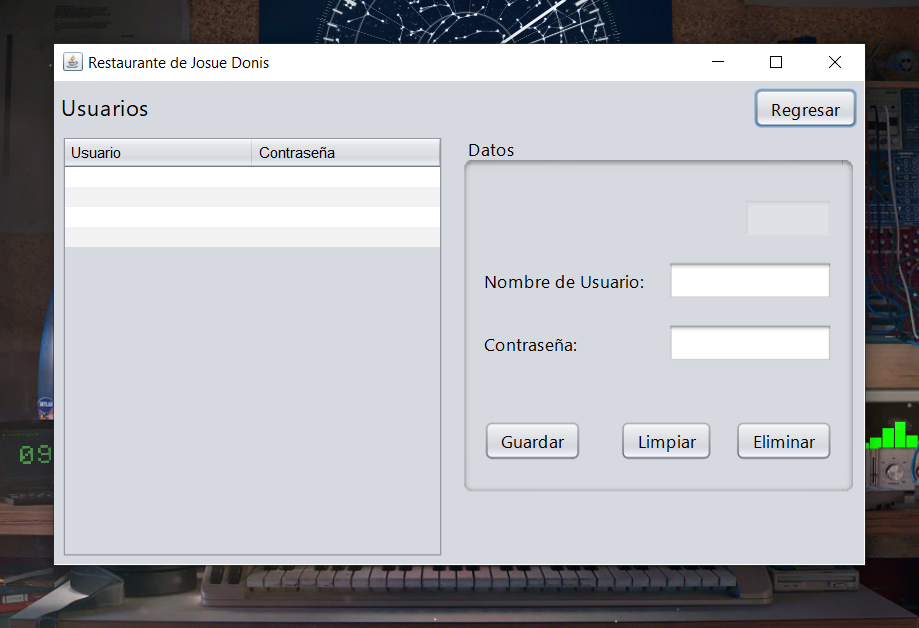 Restaurante de Josue Donis
Usuarios
Regresar
Usuario Contraseña
Datos
Nombre de Usuario:
Contraseña:
Guardar Limpiar Eliminar
09